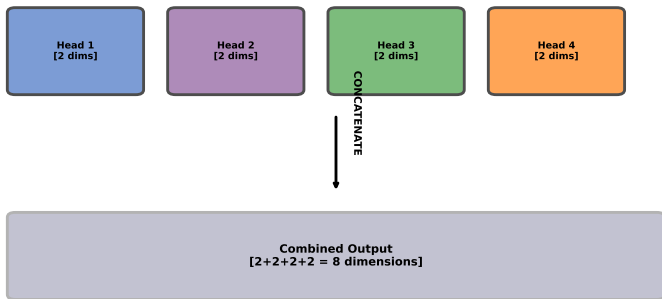 Head 1
[2 dims]
Head 2
[2 dims]
Head 3
[2 dims]
Head 4
[2 dims]
CONCATENATE
Combined Output
[2+2+2+2 = 8 dimensions]